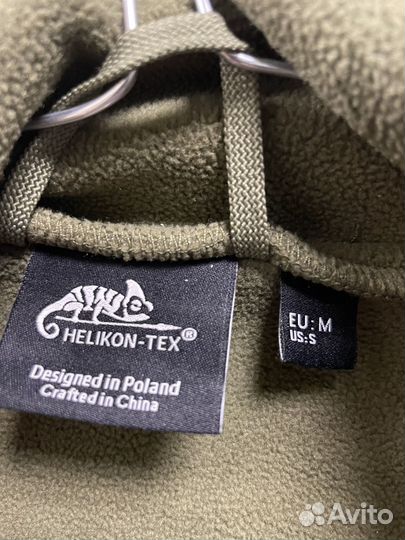 HELIKON-TEX®
Designed in Poland
Crafted in China
EU: M
US: S
Avito